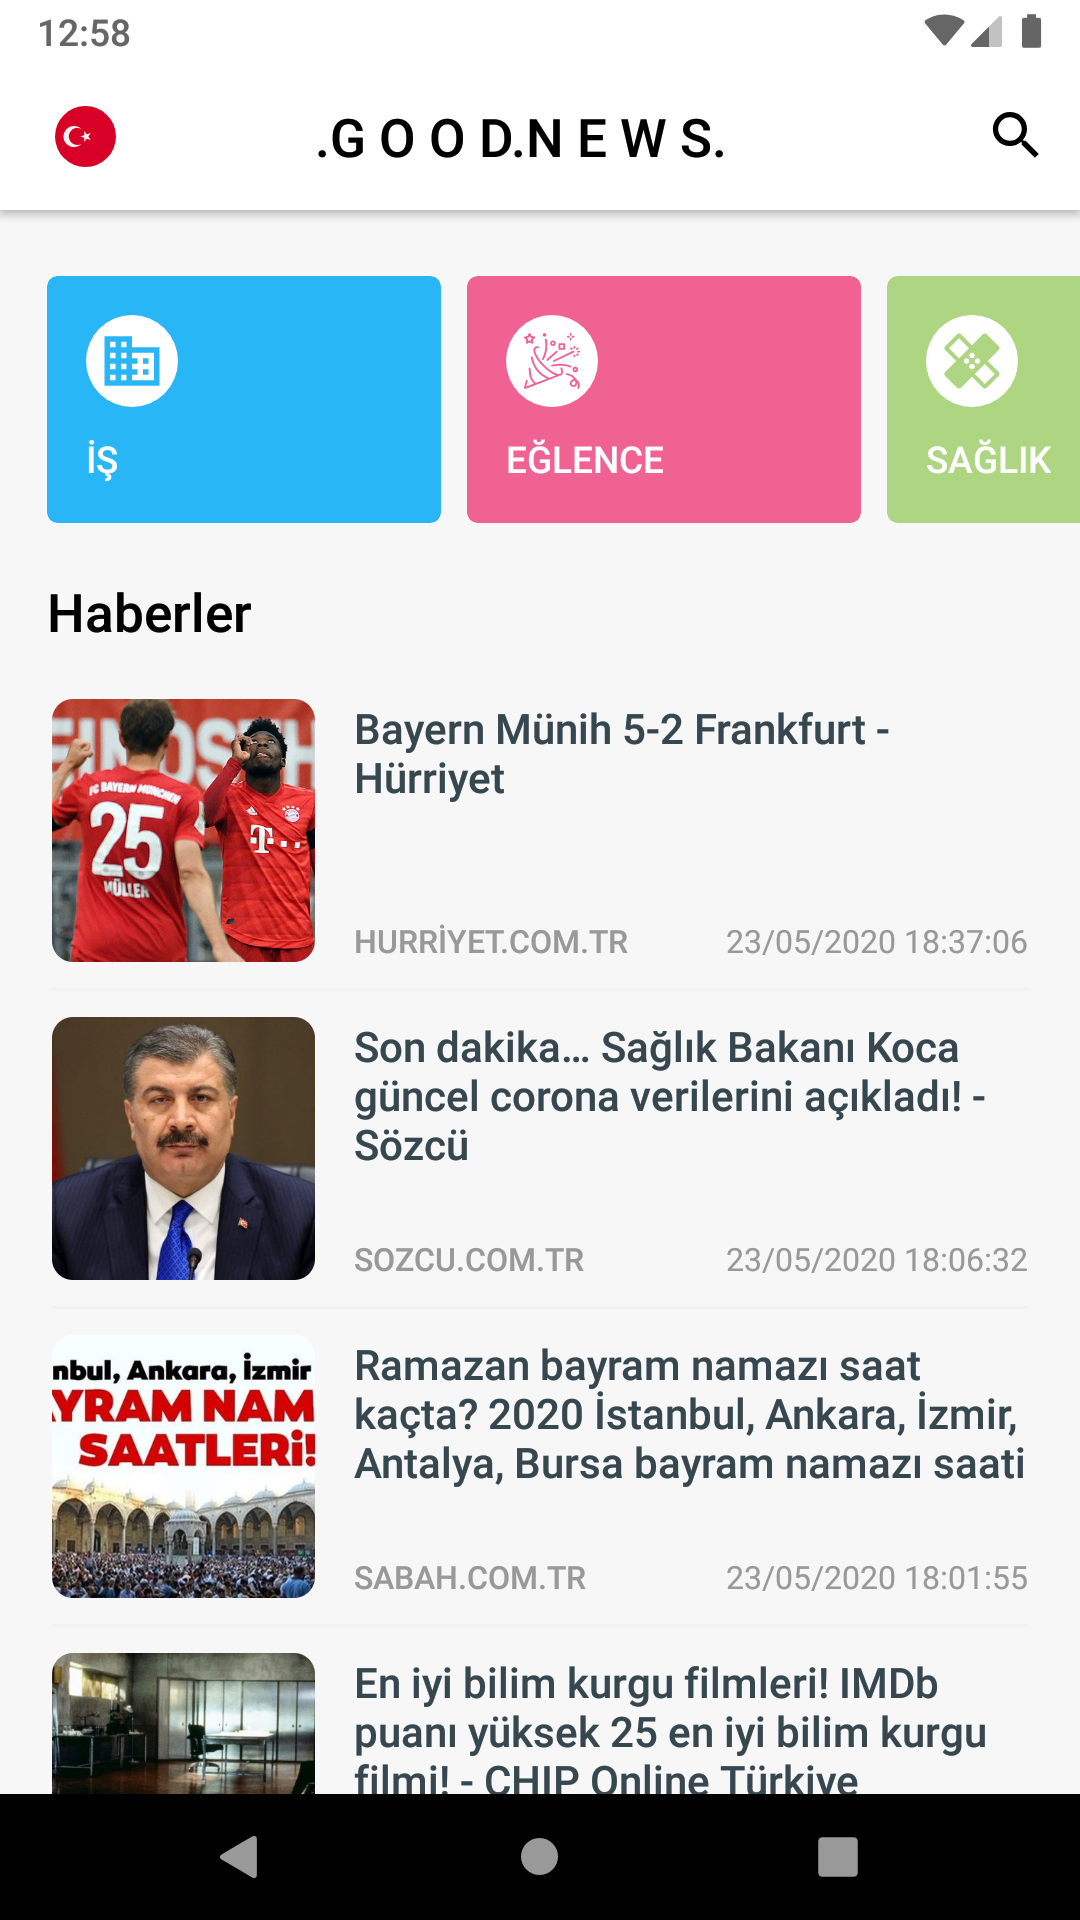 12:58
.G O O D.N E W S.
İŞ
EĞLENCE
SAĞLIK
Haberler
FC BAYERN MÜNCHEN
25
MÜLLER
T
Bayern Münih 5-2 Frankfurt -
Hürriyet
HURRİYET.COM.TR
23/05/2020 18:37:06
Son dakika... Sağlık Bakanı Koca
güncel corona verilerini açıkladı! -
Sözcü
SOZCU.COM.TR
23/05/2020 18:06:32
nbul, Ankara, İzmir
YRAM NAM
SAATLERİ!
Ramazan bayram namazı saat
kaçta? 2020 İstanbul, Ankara, İzmir,
Antalya, Bursa bayram namazı saati
SABAH.COM.TR
23/05/2020 18:01:55
En iyi bilim kurgu filmleri! IMDb
puanı yüksek 25 en iyi bilim kurgu
filmi! - CHIP Online Türkiye